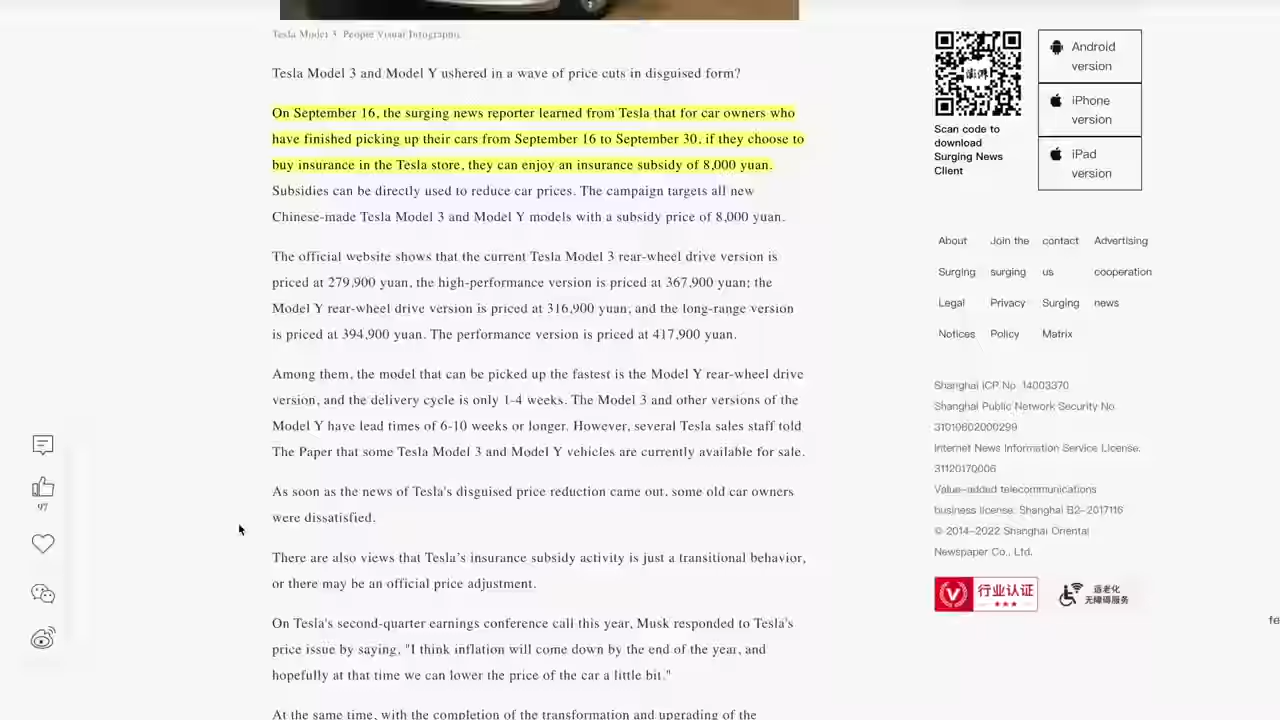 Tesla Model 3 People Visual Infographic
Tesla Model 3 and Model Y ushered in a wave of price cuts in disguised form?
On September 16, the surging news reporter learned from Tesla that for car owners who
have finished picking up their cars from September 16 to September 30, if they choose to
buy insurance in the Tesla store, they can enjoy an insurance subsidy of 8,000 yuan.
Subsidies can be directly used to reduce car prices. The campaign targets all new
Chinese-made Tesla Model 3 and Model Y models with a subsidy price of 8,000 yuan.
The official website shows that the current Tesla Model 3 rear-wheel drive version is
priced at 279,900 yuan, the high-performance version is priced at 367,900 yuan; the
Model Y rear-wheel drive version is priced at 316,900 yuan, and the long-range version
is priced at 394,900 yuan. The performance version is priced at 417,900 yuan.
Among them, the model that can be picked up the fastest is the Model Y rear-wheel drive
version, and the delivery cycle is only 1-4 weeks. The Model 3 and other versions of the
Model Y have lead times of 6-10 weeks or longer. However, several Tesla sales staff told
The Paper that some Tesla Model 3 and Model Y vehicles are currently available for sale.
As soon as the news of Tesla's disguised price reduction came out, some old car owners
were dissatisfied.
There are also views that Tesla's insurance subsidy activity is just a transitional behavior,
or there may be an official price adjustment.
On Tesla's second-quarter earnings conference call this year, Musk responded to Tesla's
price issue by saying, "I think inflation will come down by the end of the year, and
hopefully at that time we can lower the price of the car a little bit."
At the same time, with the completion of the transformation and upgrading of the
97
澎湃
Scan code to
download
Surging News
Client
Android
version
iPhone
version
iPad
version
About Join the contact Advertising
Surging surging us cooperation
Legal Privacy Surging news
Notices Policy Matrix
Shanghai ICP No. 14003370
Shanghai Public Network Security No.
31010602000299
Internet News Information Service License:
31120170006
Value-added telecommunications
business license: Shanghai B2-2017116
© 2014-2022 Shanghai Oriental
Newspaper Co., Ltd.
行业认证
适老化
无障碍服务
fe